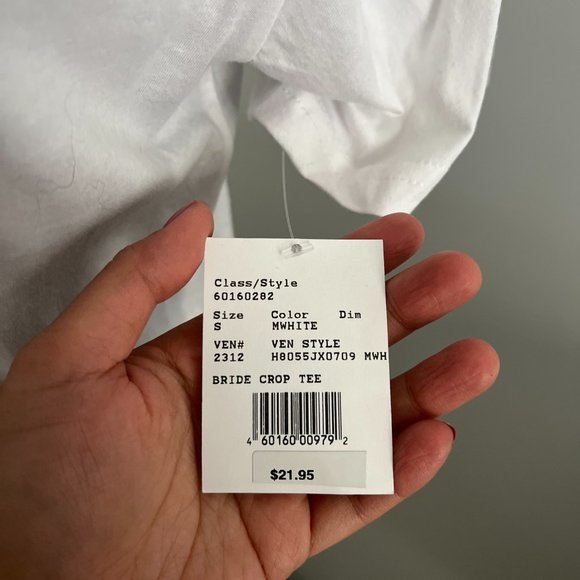 Class/Style
60160282
Size Color Dim
S MWHITE
VEN# VEN STYLE
2312 H8055JX0709 MWH
BRIDE CROP TEE
4 60160 00979 2
$21.95